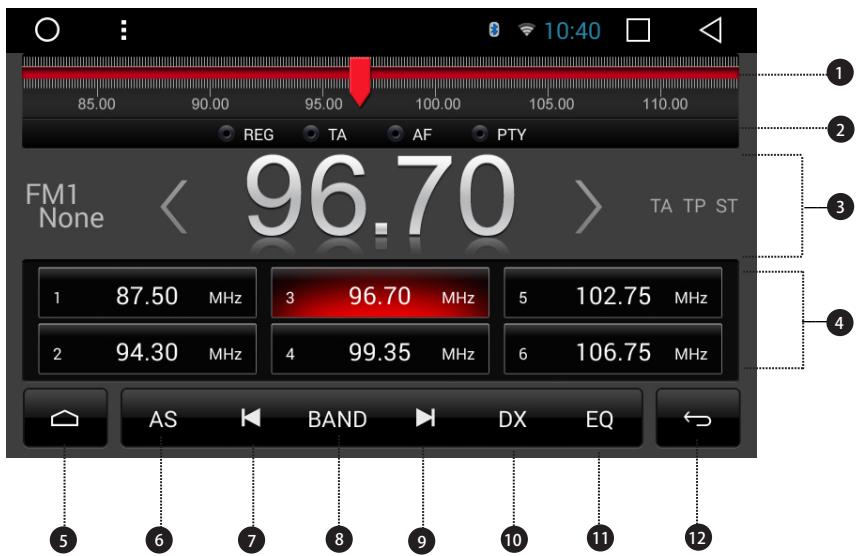 10:40
1
85.00 90.00 95.00 100.00 105.00 110.00
REG TA AF PTY
2
FM1
None
96.70
TA TP ST
3
1 87.50 MHz 3 96.70 MHz 5 102.75 MHz
2 94.30 MHz 4 99.35 MHz 6 106.75 MHz
4
AS BAND DX EQ
5 6 7 8 9 10 11 12